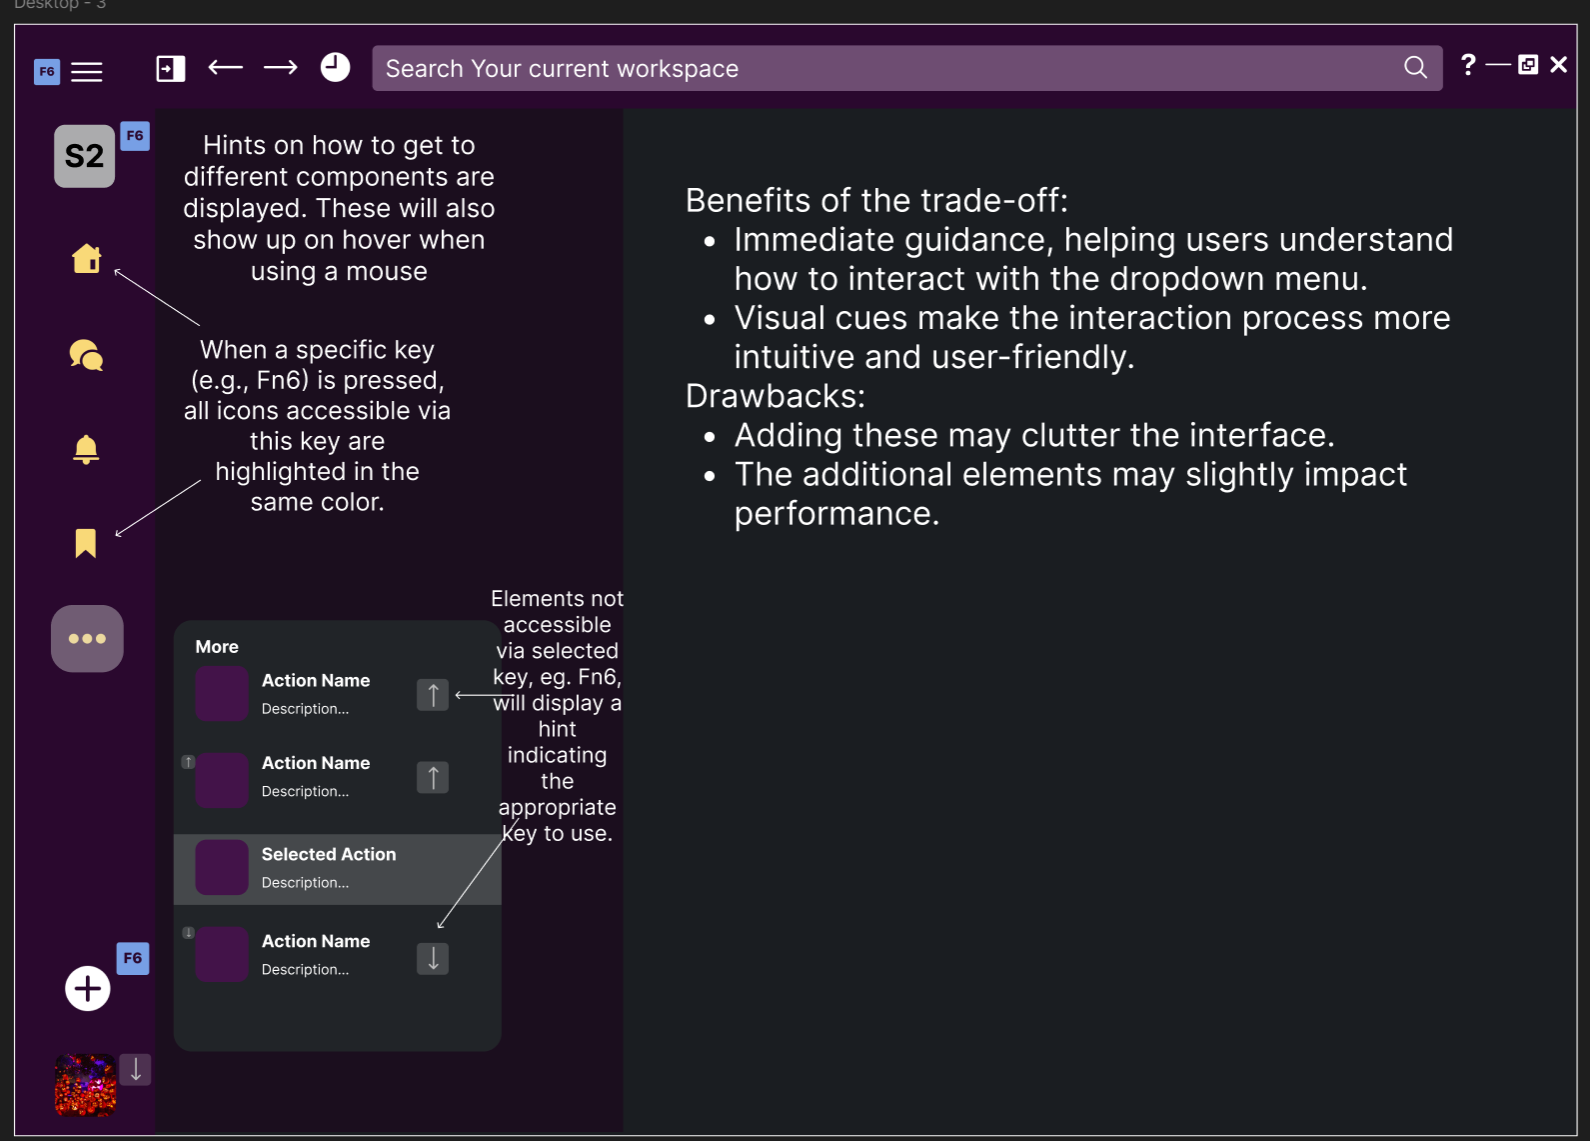 Desktop - 3
F6
Search Your current workspace
?
S2
F6
Hints on how to get to
different components are
displayed. These will also
show up on hover when
using a mouse
When a specific key
(e.g., Fn6) is pressed,
all icons accessible via
this key are
highlighted in the
same color.
Benefits of the trade-off:
• Immediate guidance, helping users understand
how to interact with the dropdown menu.
• Visual cues make the interaction process more
intuitive and user-friendly.
Drawbacks:
• Adding these may clutter the interface.
• The additional elements may slightly impact
performance.
Elements not
accessible
via selected
key, eg. Fn6,
will display a
hint
indicating
the
appropriate
key to use.
More
Action Name
Description...
↑
↑
Action Name
Description...
↑
Selected Action
Description...
↓
Action Name
Description...
↓
F6
↓